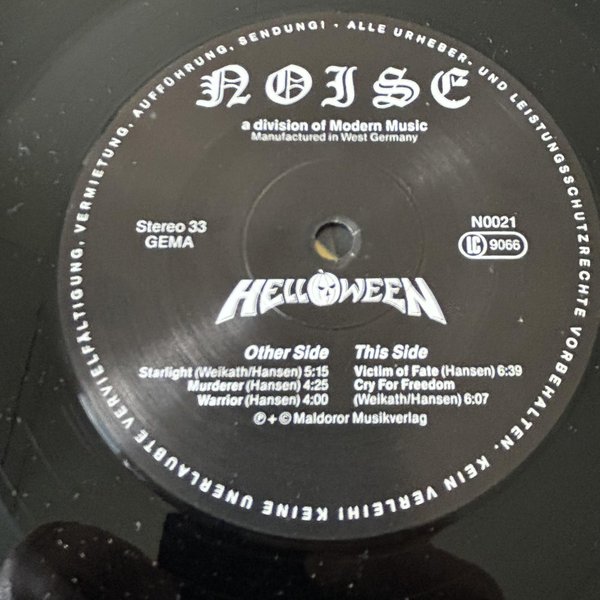 ALLE URHEBER- UND LEISTUNGSSCHUTZRECHTE VORBEHALTEN. KEIN VERLEIH! KEINE UNERLAUBTE VERVIELFÄLTIGUNG, VERMIETUNG, AUFFÜHRUNG, SENDUNG! ·
NOISE
a division of Modern Music
Manufactured in West Germany
Stereo 33
GEMA
N0021
LC 9066
HELLOWEEN
Other Side
Starlight (Weikath/Hansen) 5:15
Murderer (Hansen) 4:25
Warrior (Hansen) 4:00
This Side
Victim of Fate (Hansen) 6:39
Cry For Freedom
(Weikath/Hansen) 6:07
℗+© Maldoror Musikverlag